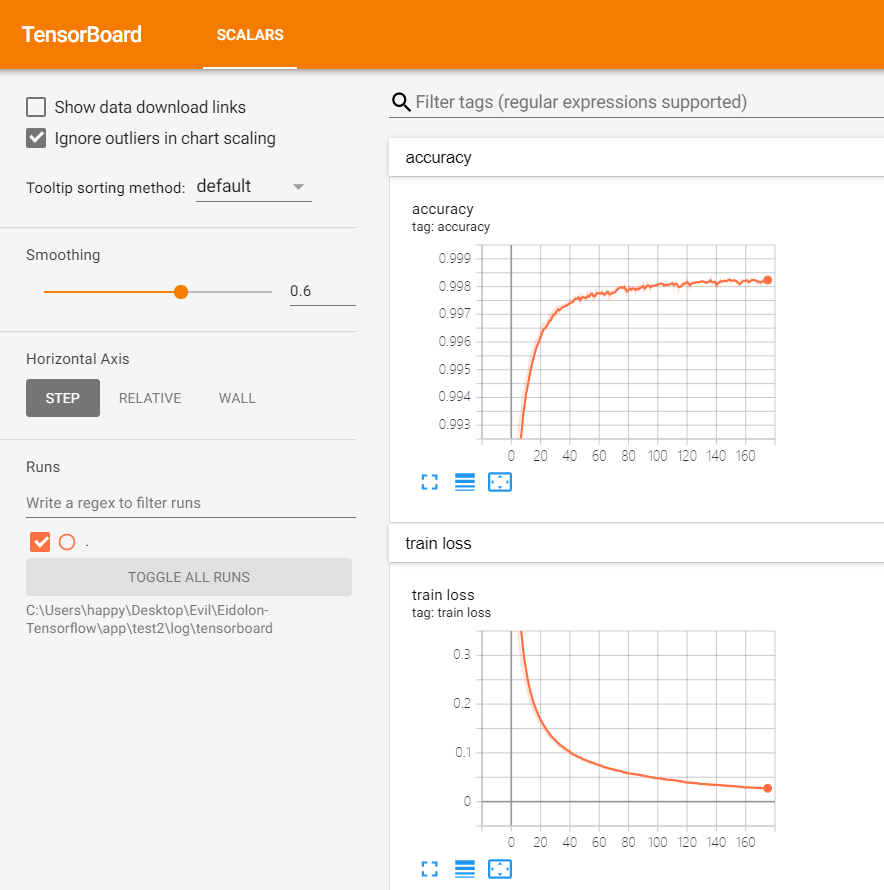 TensorBoard SCALARS
Show data download links
Ignore outliers in chart scaling
Tooltip sorting method: default
Smoothing
0.6
Horizontal Axis
STEP RELATIVE WALL
Runs
Write a regex to filter runs
.
TOGGLE ALL RUNS
C:\Users\happy\Desktop\Evil\Eidolon-
Tensorflow\app\test2\log\tensorboard
Filter tags (regular expressions supported)
accuracy
accuracy
tag: accuracy
0.999
0.998
0.997
0.996
0.995
0.994
0.993
0 20 40 60 80 100 120 140 160
train loss
train loss
tag: train loss
0.3
0.2
0.1
0
0 20 40 60 80 100 120 140 160